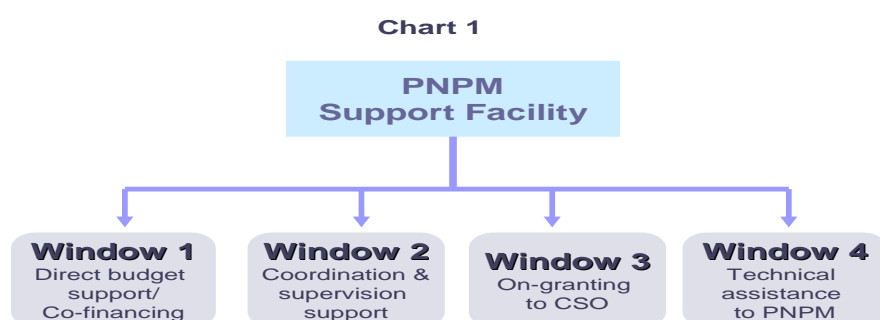 Chart 1
PNPM
Support Facility
Window 1
Direct budget
support/
Co-financing
Window 2
Coordination &
supervision
support
Window 3
On-granting
to CSO
Window 4
Technical
assistance
to PNPM